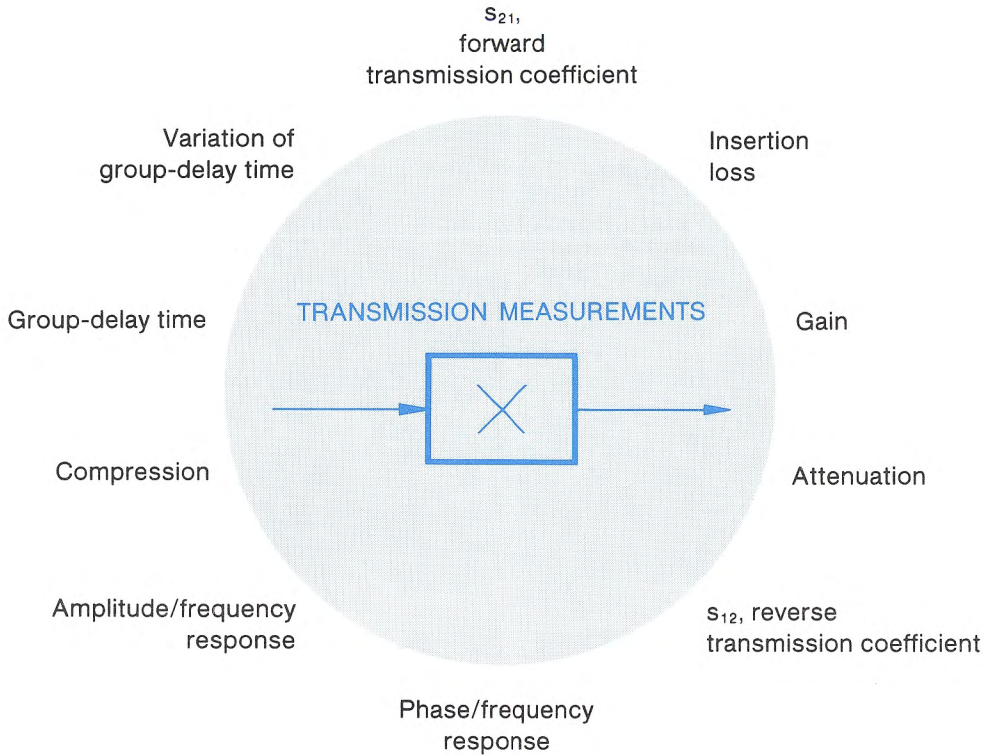 s₂₁,
forward
transmission coefficient
Variation of
group-delay time
Insertion
loss
Group-delay time
TRANSMISSION MEASUREMENTS
Gain
Compression
Attenuation
Amplitude/frequency
response
s₁₂, reverse
transmission coefficient
Phase/frequency
response